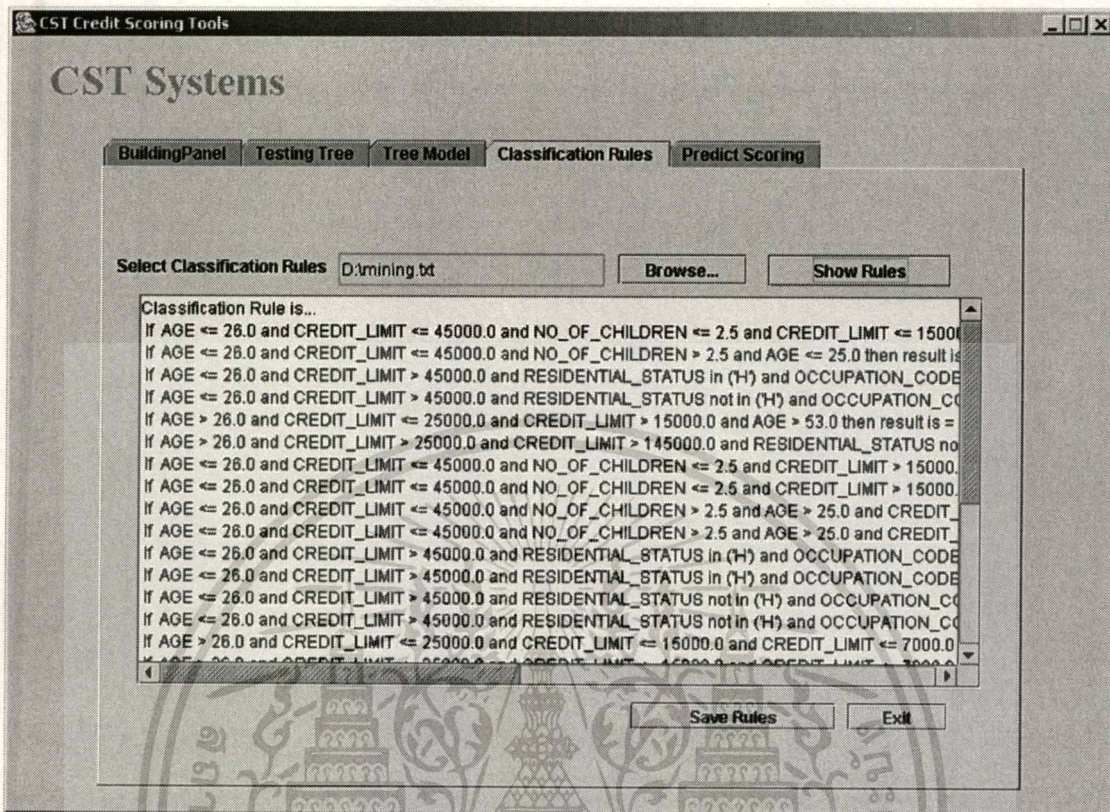 CST Credit Scoring Tools
CST Systems
BuildingPanel Testing Tree Tree Model Classification Rules Predict Scoring
Select Classification Rules D:\mining.txt Browse... Show Rules
Classification Rule is...
If AGE <= 26.0 and CREDIT_LIMIT <= 45000.0 and NO_OF_CHILDREN <= 2.5 and CREDIT_LIMIT <= 1500
If AGE <= 26.0 and CREDIT_LIMIT <= 45000.0 and NO_OF_CHILDREN > 2.5 and AGE <= 25.0 then result is
If AGE <= 26.0 and CREDIT_LIMIT > 45000.0 and RESIDENTIAL_STATUS in ('H') and OCCUPATION_CODE
If AGE <= 26.0 and CREDIT_LIMIT > 45000.0 and RESIDENTIAL_STATUS not in ('H') and OCCUPATION_CO
If AGE > 26.0 and CREDIT_LIMIT <= 25000.0 and CREDIT_LIMIT > 15000.0 and AGE > 53.0 then result is =
If AGE > 26.0 and CREDIT_LIMIT > 25000.0 and CREDIT_LIMIT > 145000.0 and RESIDENTIAL_STATUS no
If AGE <= 26.0 and CREDIT_LIMIT <= 45000.0 and NO_OF_CHILDREN <= 2.5 and CREDIT_LIMIT > 15000.
If AGE <= 26.0 and CREDIT_LIMIT <= 45000.0 and NO_OF_CHILDREN <= 2.5 and CREDIT_LIMIT > 15000.
If AGE <= 26.0 and CREDIT_LIMIT <= 45000.0 and NO_OF_CHILDREN > 2.5 and AGE > 25.0 and CREDIT_
If AGE <= 26.0 and CREDIT_LIMIT <= 45000.0 and NO_OF_CHILDREN > 2.5 and AGE > 25.0 and CREDIT_
If AGE <= 26.0 and CREDIT_LIMIT > 45000.0 and RESIDENTIAL_STATUS in ('H') and OCCUPATION_CODE
If AGE <= 26.0 and CREDIT_LIMIT > 45000.0 and RESIDENTIAL_STATUS in ('H') and OCCUPATION_CODE
If AGE <= 26.0 and CREDIT_LIMIT > 45000.0 and RESIDENTIAL_STATUS not in ('H') and OCCUPATION_CO
If AGE <= 26.0 and CREDIT_LIMIT > 45000.0 and RESIDENTIAL_STATUS not in ('H') and OCCUPATION_CO
If AGE > 26.0 and CREDIT_LIMIT <= 25000.0 and CREDIT_LIMIT <= 15000.0 and CREDIT_LIMIT <= 7000.0
Save Rules Exit